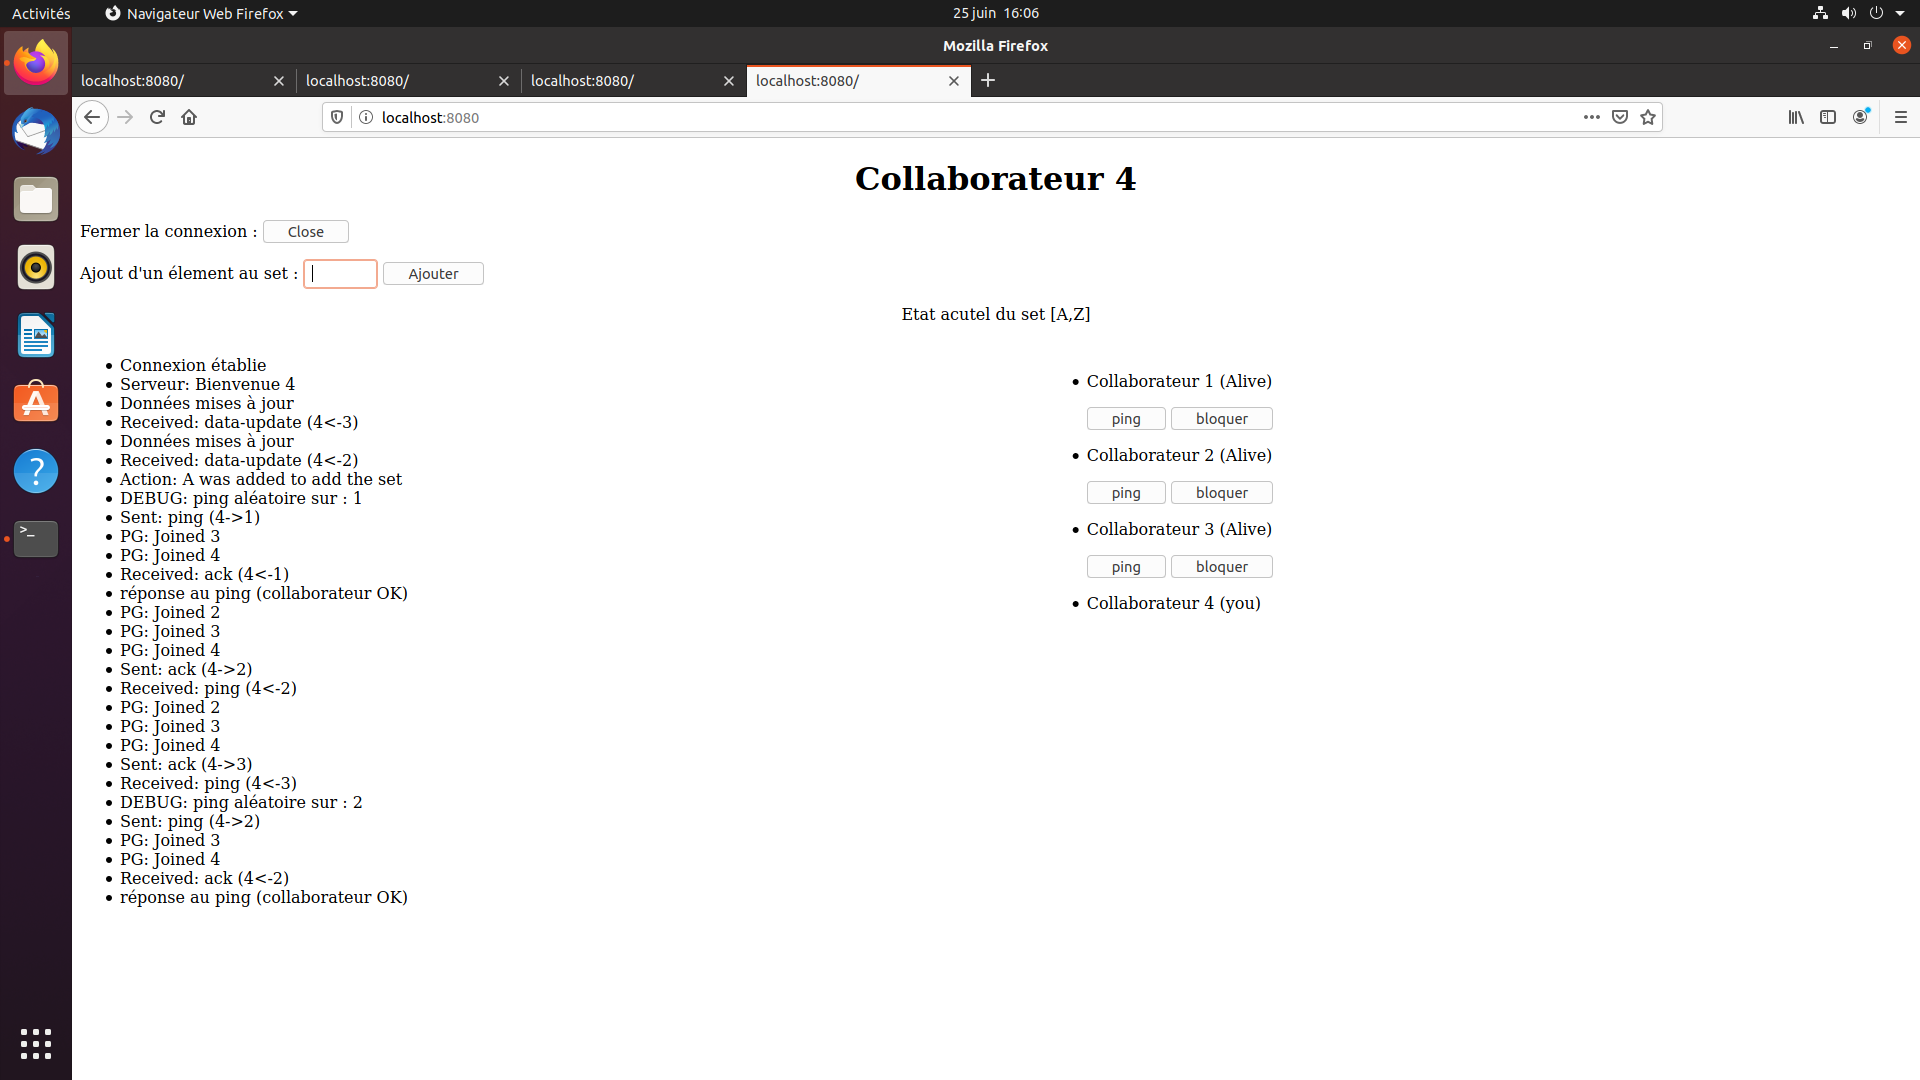 Activités
Navigateur Web Firefox
25 juin 16:06
Mozilla Firefox
localhost:8080/
localhost:8080/
localhost:8080/
localhost:8080/
localhost:8080
Collaborateur 4
Fermer la connexion : Close
Ajout d'un élement au set : Ajouter
Etat acutel du set [A,Z]
Connexion établie
Serveur: Bienvenue 4
Données mises à jour
Received: data-update (4<-3)
Données mises à jour
Received: data-update (4<-2)
Action: A was added to add the set
DEBUG: ping aléatoire sur : 1
Sent: ping (4->1)
PG: Joined 3
PG: Joined 4
Received: ack (4<-1)
réponse au ping (collaborateur OK)
PG: Joined 2
PG: Joined 3
PG: Joined 4
Sent: ack (4->2)
Received: ping (4<-2)
PG: Joined 2
PG: Joined 3
PG: Joined 4
Sent: ack (4->3)
Received: ping (4<-3)
DEBUG: ping aléatoire sur : 2
Sent: ping (4->2)
PG: Joined 3
PG: Joined 4
Received: ack (4<-2)
réponse au ping (collaborateur OK)
Collaborateur 1 (Alive)
ping bloquer
Collaborateur 2 (Alive)
ping bloquer
Collaborateur 3 (Alive)
ping bloquer
Collaborateur 4 (you)